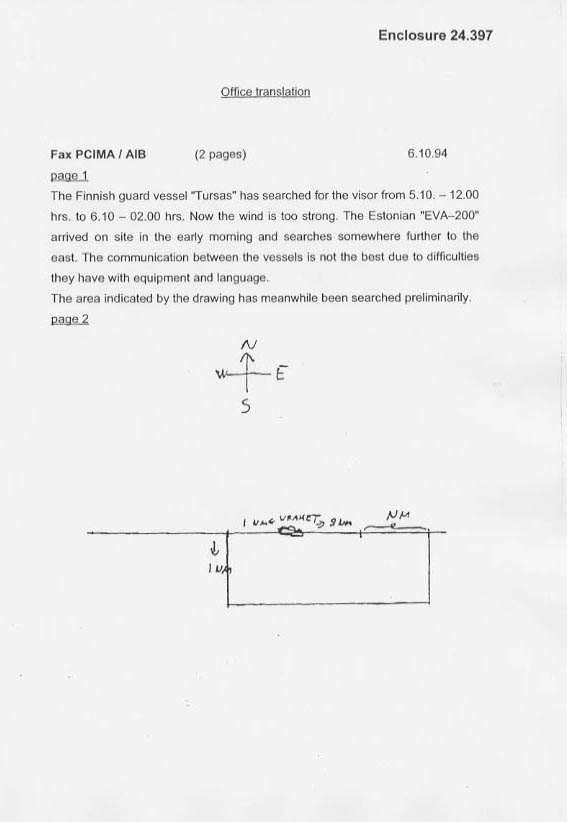 Enclosure 24.397
Office translation
Fax PCIMA / AIB (2 pages) 6.10.94
page 1
The Finnish guard vessel "Tursas" has searched for the visor from 5.10. – 12.00
hrs. to 6.10 – 02.00 hrs. Now the wind is too strong. The Estonian "EVA–200"
arrived on site in the early morning and searches somewhere further to the
east. The communication between the vessels is not the best due to difficulties
they have with equipment and language.
The area indicated by the drawing has meanwhile been searched preliminarily.
page 2
N
W E
S
NM
1
1